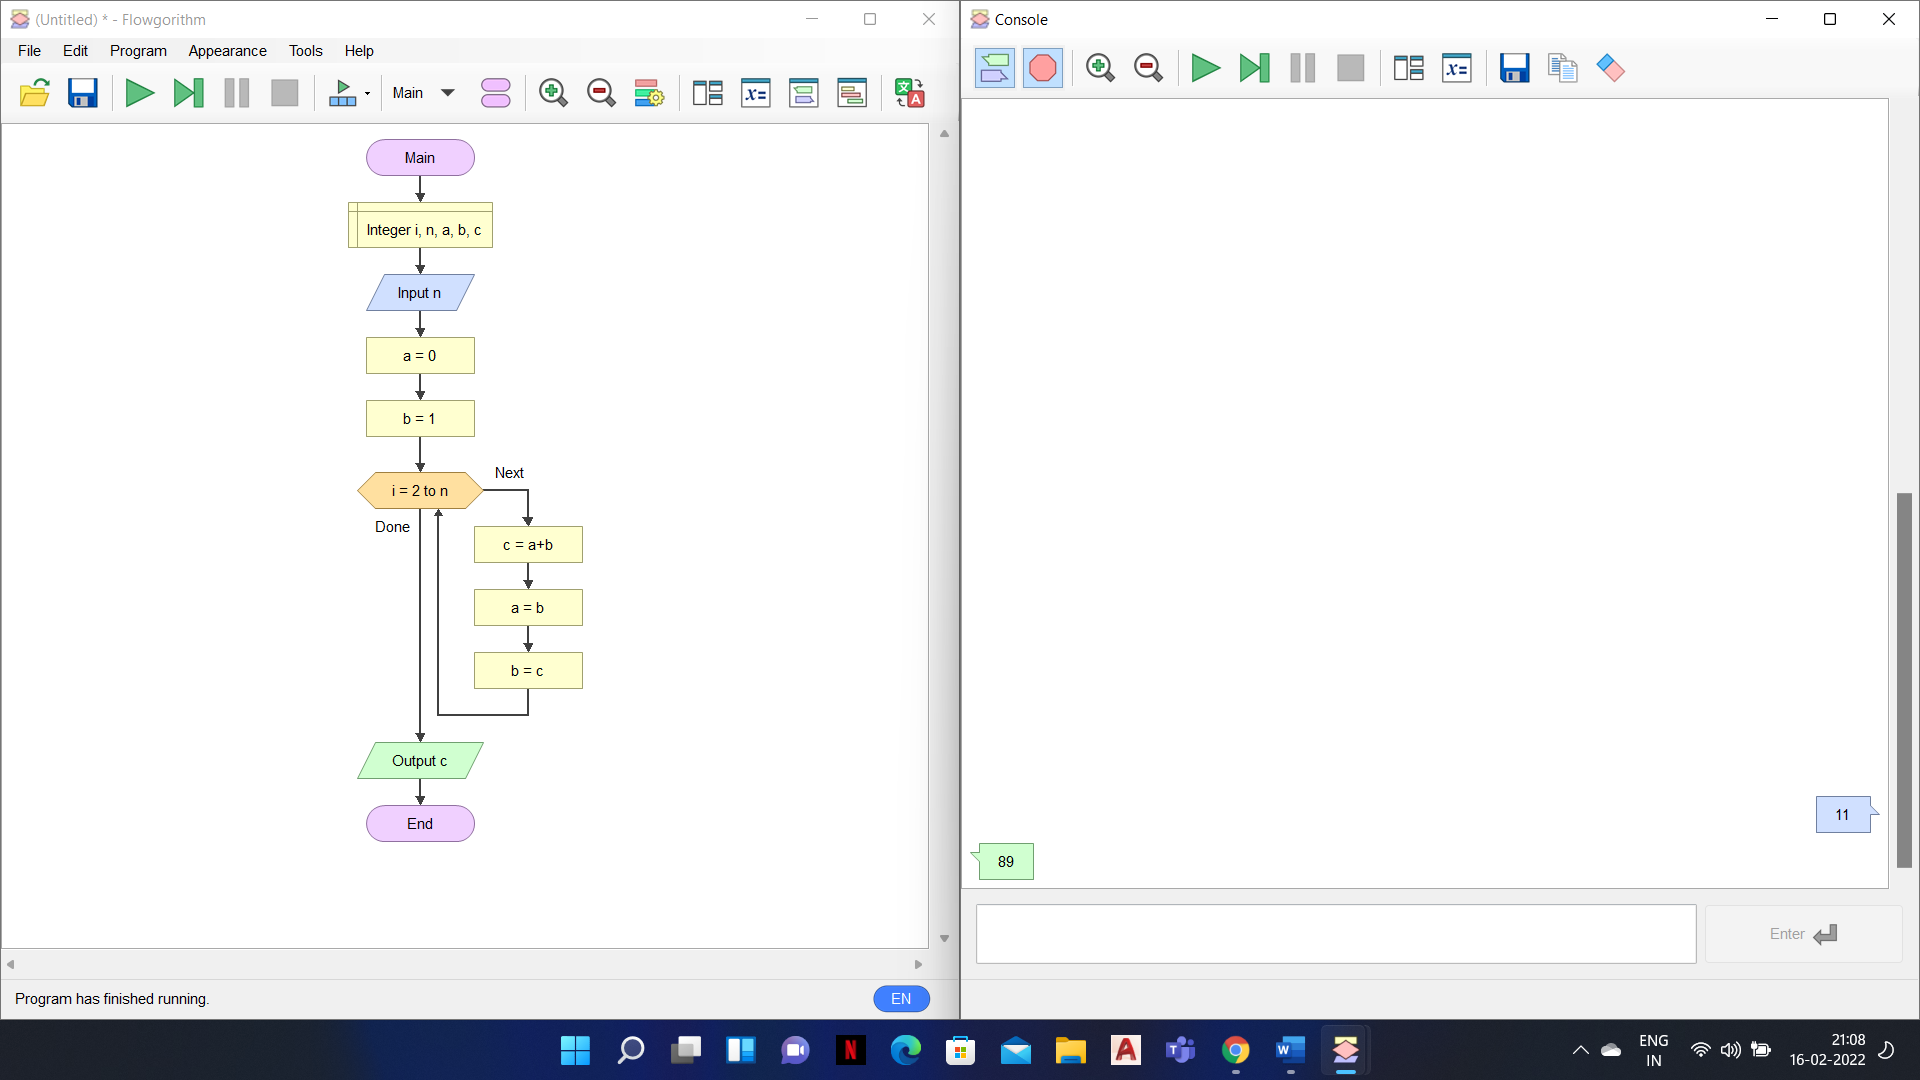 (Untitled) * - Flowgorithm
File Edit Program Appearance Tools Help
Main
x=
文
A
Main
Integer i, n, a, b, c
Input n
a = 0
b = 1
i = 2 to n
Next
Done
c = a+b
a = b
b = c
Output c
End
Program has finished running.
EN
Console
x=
11
89
Enter
N
A
T
W
ENG
IN
21:08
16-02-2022